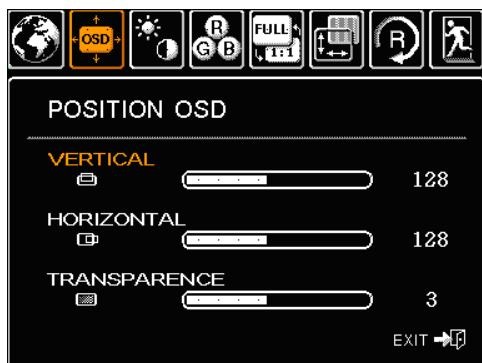 OSD
R
G B
FULL
1:1
R
POSITION OSD
VERTICAL
128
HORIZONTAL
128
TRANSPARENCE
3
EXIT